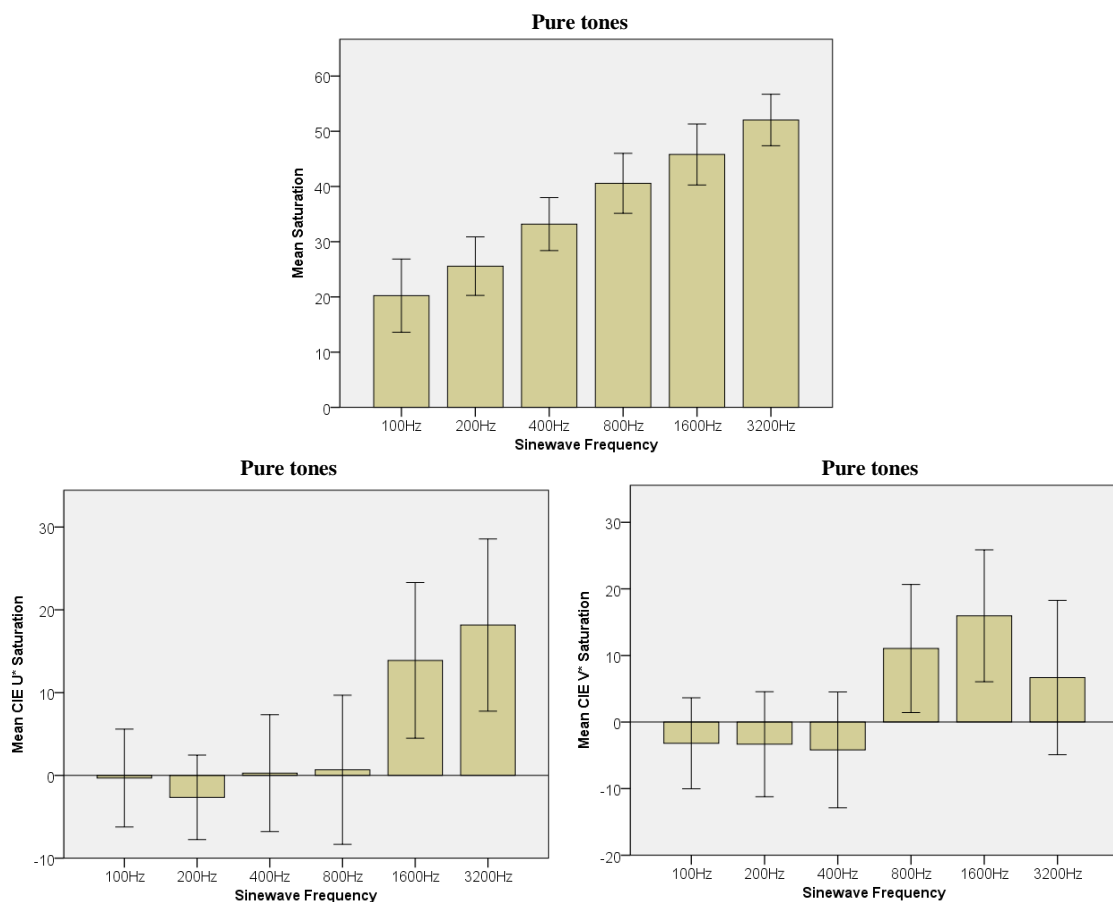 Pure tones
Mean Saturation
60
50
40
30
20
10
0
100Hz 200Hz 400Hz 800Hz 1600Hz 3200Hz
Sinewave Frequency
Pure tones
Mean CIE U* Saturation
30
20
10
0
-10
100Hz 200Hz 400Hz 800Hz 1600Hz 3200Hz
Sinewave Frequency
Pure tones
Mean CIE V* Saturation
30
20
10
0
-10
-20
100Hz 200Hz 400Hz 800Hz 1600Hz 3200Hz
Sinewave Frequency